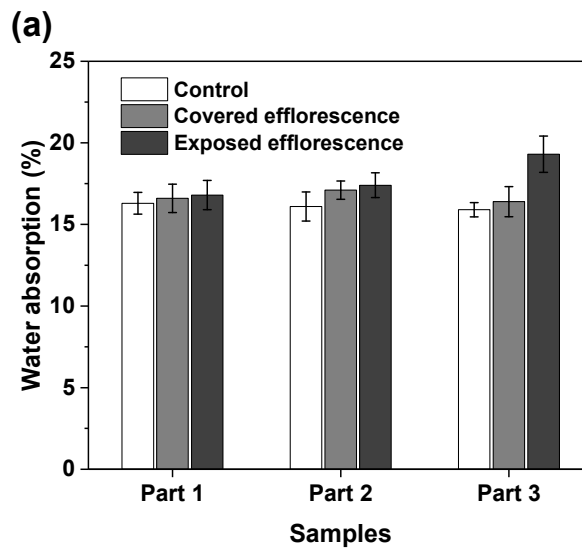 (a)
25
20
15
10
5
0
Water absorption (%)
Control
Covered efflorescence
Exposed efflorescence
Part 1 Part 2 Part 3
Samples